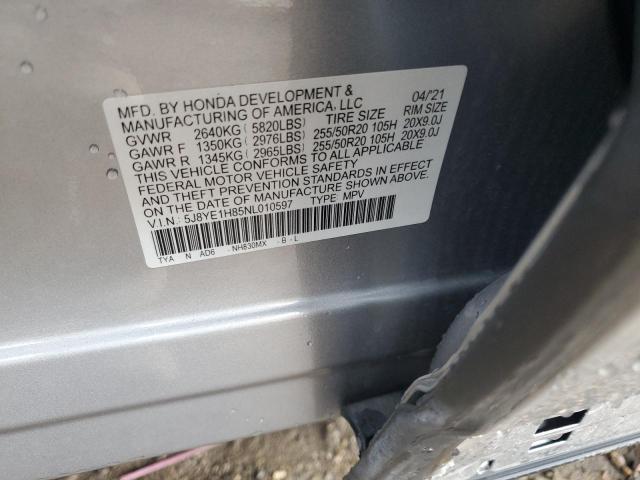 MFD. BY HONDA DEVELOPMENT & 04/'21
MANUFACTURING OF AMERICA, LLC TIRE SIZE RIM SIZE
GVWR 2640KG ( 5820LBS)
GAWR F 1350KG ( 2976LBS) 255/50R20 105H 20X9.0J
GAWR R 1345KG ( 2965LBS) 255/50R20 105H 20X9.0J
THIS VEHICLE CONFORMS TO ALL APPLICABLE
FEDERAL MOTOR VEHICLE SAFETY
AND THEFT PREVENTION STANDARDS IN EFFECT
ON THE DATE OF MANUFACTURE SHOWN ABOVE.
V.I.N: 5J8YE1H85NL010597 TYPE MPV
TYA N AD6 NH830MX -B-L